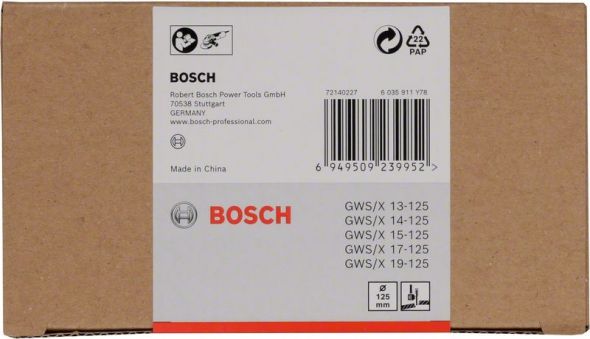 22
PAP
BOSCH
Robert Bosch Power Tools GmbH
70538 Stuttgart
GERMANY
www.bosch-professional.com
Made in China
72140227 6 035 911 Y78
6 949509 239952 >
BOSCH
GWS/X 13-125
GWS/X 14-125
GWS/X 15-125
GWS/X 17-125
GWS/X 19-125
Ø
125
mm